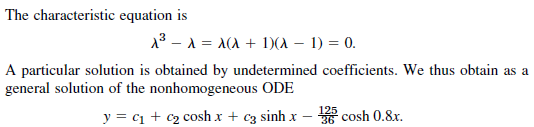 The characteristic equation is
λ³ − λ = λ(λ + 1)(λ − 1) = 0.
A particular solution is obtained by undetermined coefficients. We thus obtain as a
general solution of the nonhomogeneous ODE
y = c₁ + c₂ cosh x + c₃ sinh x − 125/36 cosh 0.8x.